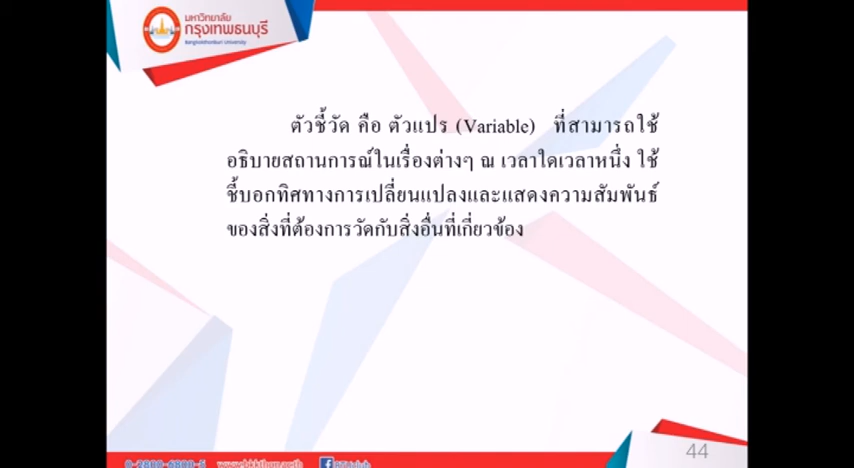 มหาวิทยาลัย
กรุงเทพธนบุรี
Bangkokthonburi University
ตัวชี้วัด คือ ตัวแปร (Variable) ที่สามารถใช้
อธิบายสถานการณ์ในเรื่องต่างๆ ณ เวลาใดเวลาหนึ่ง ใช้
ชี้บอกทิศทางการเปลี่ยนแปลงและแสดงความสัมพันธ์
ของสิ่งที่ต้องการวัดกับสิ่งอื่นที่เกี่ยวข้อง
44